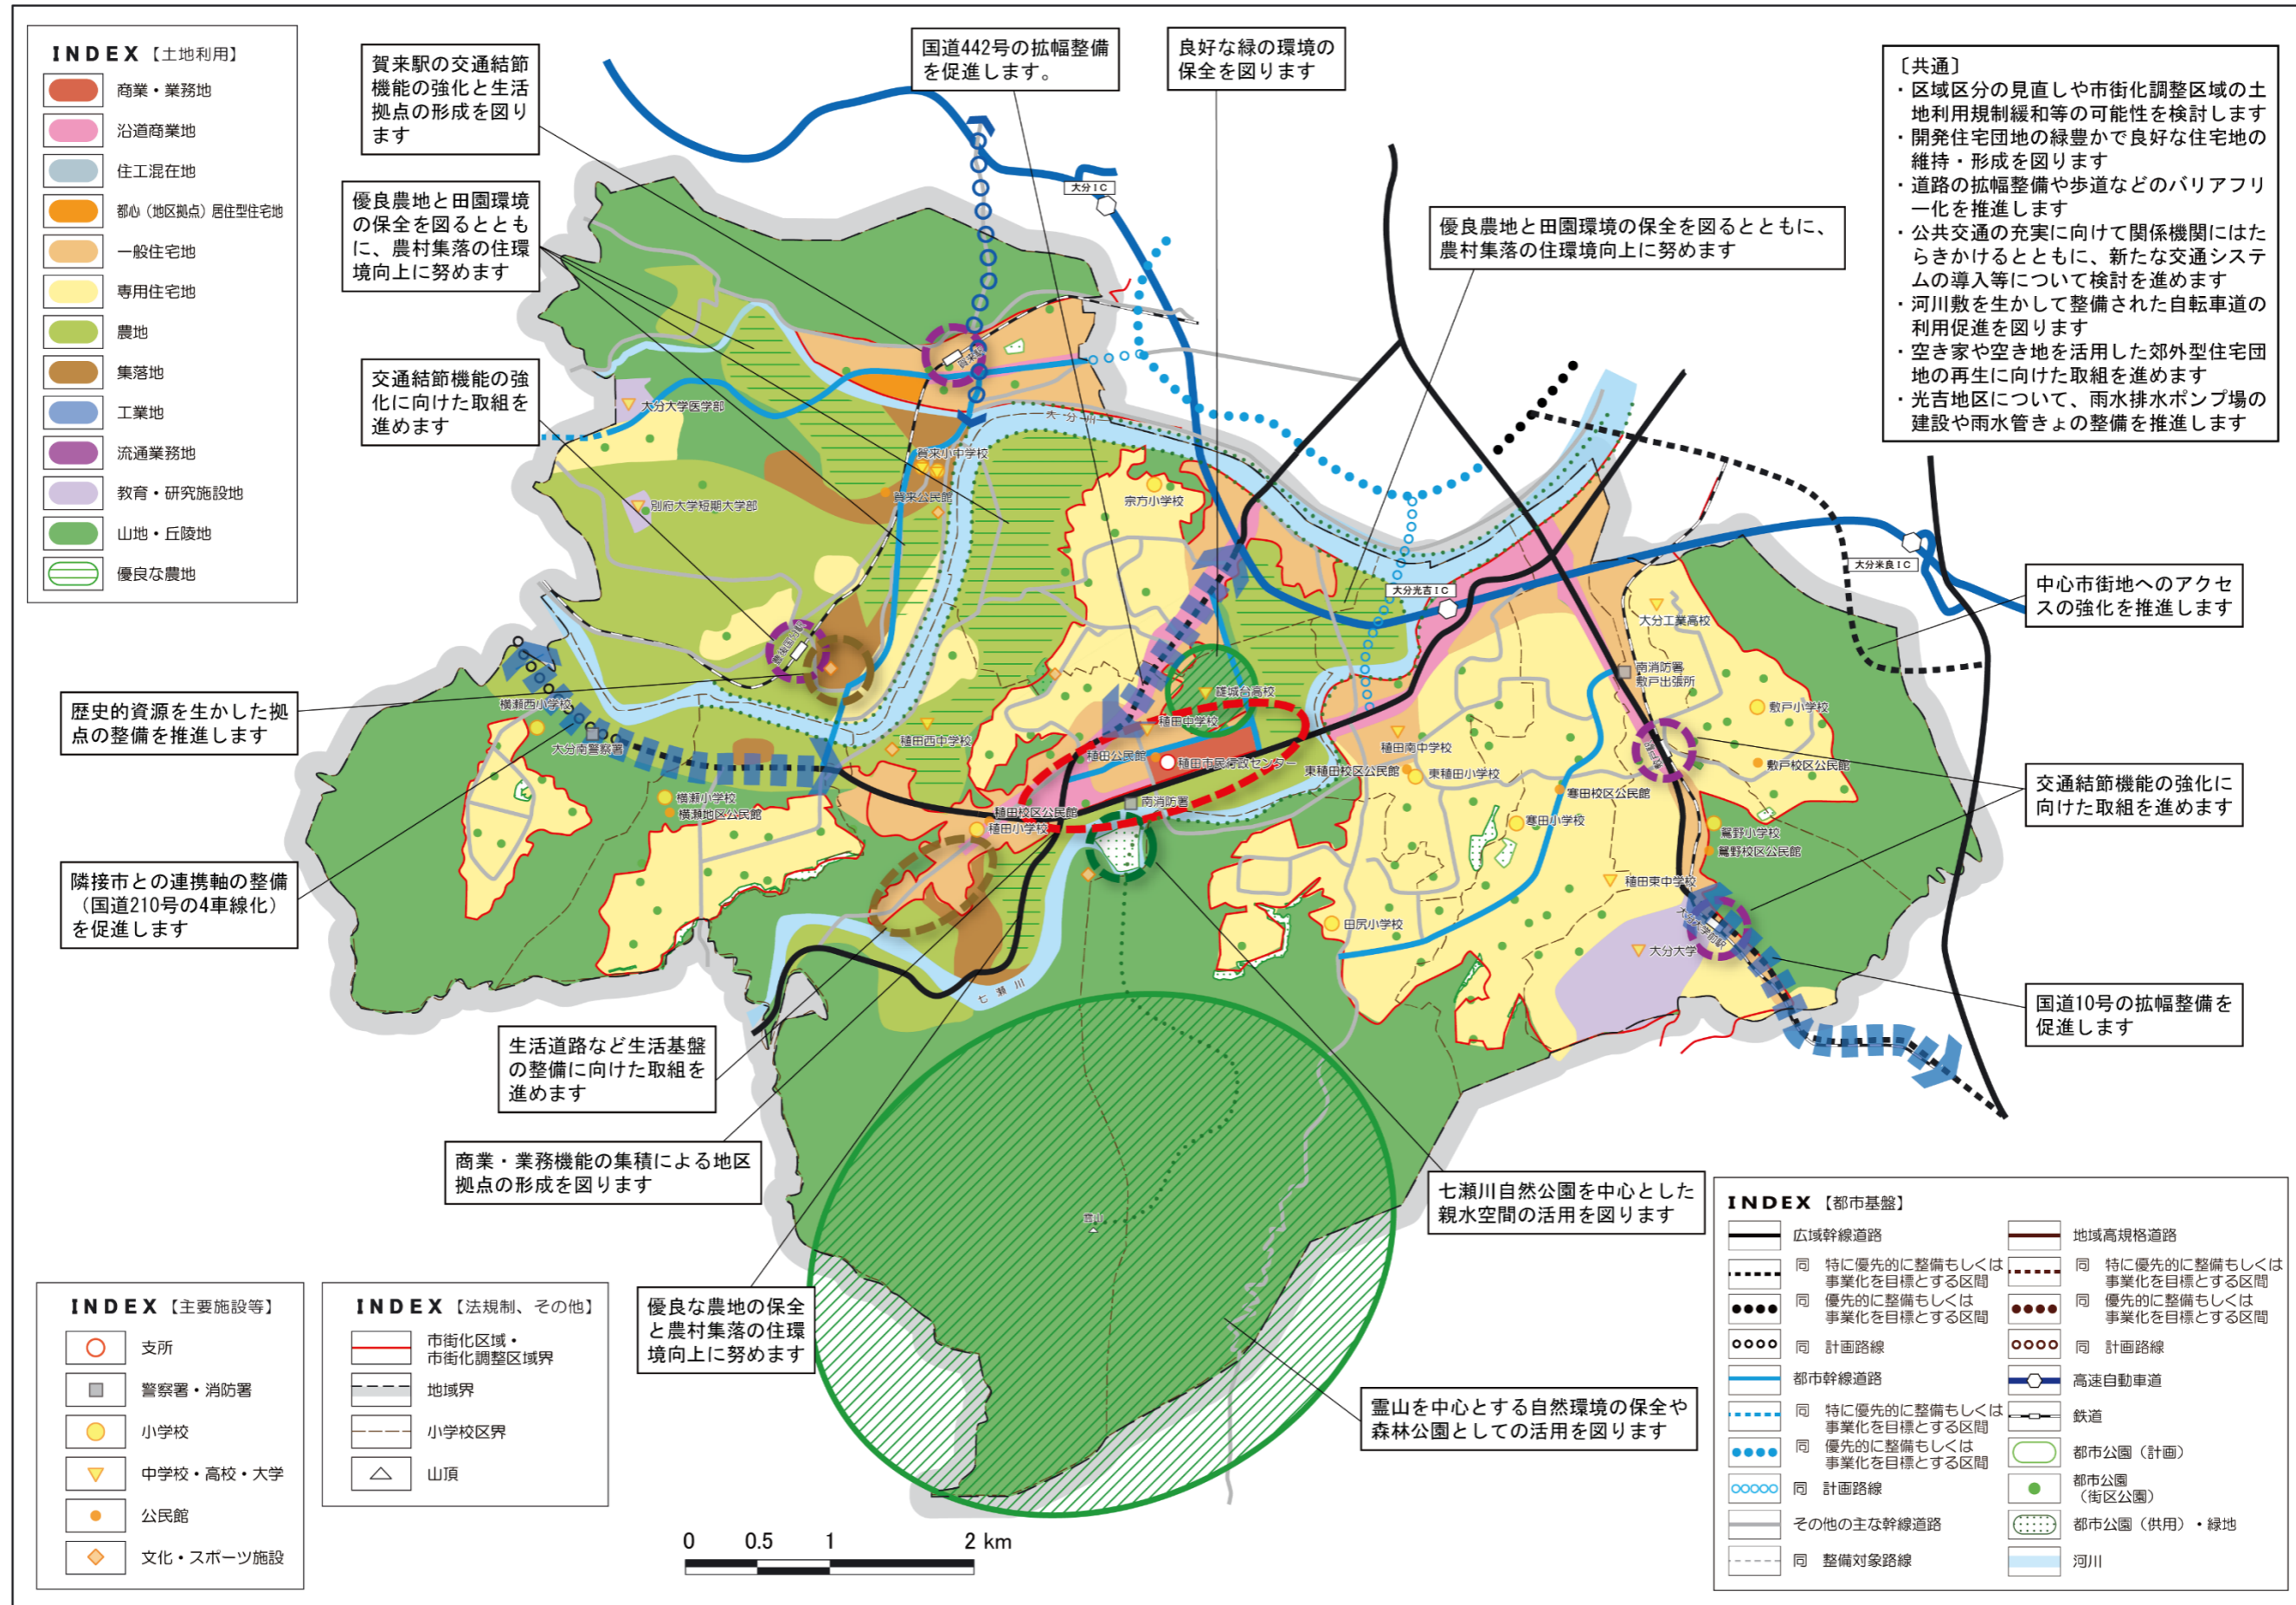 INDEX【土地利用】
商業・業務地
沿道商業地
住工混在地
都心（地区拠点）居住型住宅地
一般住宅地
専用住宅地
農地
集落地
工業地
流通業務地
教育・研究施設地
山地・丘陵地
優良な農地
賀来駅の交通結節
機能の強化と生活
拠点の形成を図り
ます
優良農地と田園環境
の保全を図るととも
に、農村集落の住環
境向上に努めます
交通結節機能の強
化に向けた取組を
進めます
国道442号の拡幅整備
を促進します。
良好な緑の環境の
保全を図ります
優良農地と田園環境の保全を図るとともに、
農村集落の住環境向上に努めます
〔共通〕
・区域区分の見直しや市街化調整区域の土
地利用規制緩和等の可能性を検討します
・開発住宅団地の緑豊かで良好な住宅地の
維持・形成を図ります
・道路の拡幅整備や歩道などのバリアフリ
ー化を推進します
・公共交通の充実に向けて関係機関にはた
らきかけるとともに、新たな交通システ
ムの導入等について検討を進めます
・河川敷を生かして整備された自転車道の
利用促進を図ります
・空き家や空き地を活用した郊外型住宅団
地の再生に向けた取組を進めます
・光吉地区について、雨水排水ポンプ場の
建設や雨水管きょの整備を推進します
大分IC
賀来駅
大分川
大分大学医学部
賀来小中学校
賀来公民館
別府大学短期大学部
宗方小学校
大分光吉IC
大分米良IC
大分工業高校
南消防署
敷戸出張所
敷戸小学校
敷戸駅
敷戸校区公民館
豊後国分駅
横瀬西小学校
大分南警察署
稙田西中学校
雄城台高校
稙田中学校
稙田公民館
稙田市民行政センター
稙田南中学校
東稙田校区公民館
東稙田小学校
寒田校区公民館
寒田小学校
横瀬小学校
横瀬地区公民館
稙田校区公民館
稙田小学校
南消防署
鴛野小学校
鴛野校区公民館
稙田東中学校
大分大学前駅
大分大学
田尻小学校
七瀬川
霊山
中心市街地へのアクセ
スの強化を推進します
交通結節機能の強化に
向けた取組を進めます
国道10号の拡幅整備を
促進します
歴史的資源を生かした拠
点の整備を推進します
隣接市との連携軸の整備
（国道210号の4車線化）
を促進します
生活道路など生活基盤
の整備に向けた取組を
進めます
商業・業務機能の集積による地区
拠点の形成を図ります
優良な農地の保全
と農村集落の住環
境向上に努めます
七瀬川自然公園を中心とした
親水空間の活用を図ります
霊山を中心とする自然環境の保全や
森林公園としての活用を図ります
INDEX【主要施設等】
支所
警察署・消防署
小学校
中学校・高校・大学
公民館
文化・スポーツ施設
INDEX【法規制、その他】
市街化区域・
市街化調整区域界
地域界
小学校区界
山頂
0 0.5 1 2 km
INDEX【都市基盤】
広域幹線道路
同 特に優先的に整備もしくは
事業化を目標とする区間
同 優先的に整備もしくは
事業化を目標とする区間
同 計画路線
都市幹線道路
同 特に優先的に整備もしくは
事業化を目標とする区間
同 優先的に整備もしくは
事業化を目標とする区間
同 計画路線
その他の主な幹線道路
同 整備対象路線
地域高規格道路
同 特に優先的に整備もしくは
事業化を目標とする区間
同 優先的に整備もしくは
事業化を目標とする区間
同 計画路線
高速自動車道
鉄道
都市公園（計画）
都市公園
（街区公園）
都市公園（供用）・緑地
河川